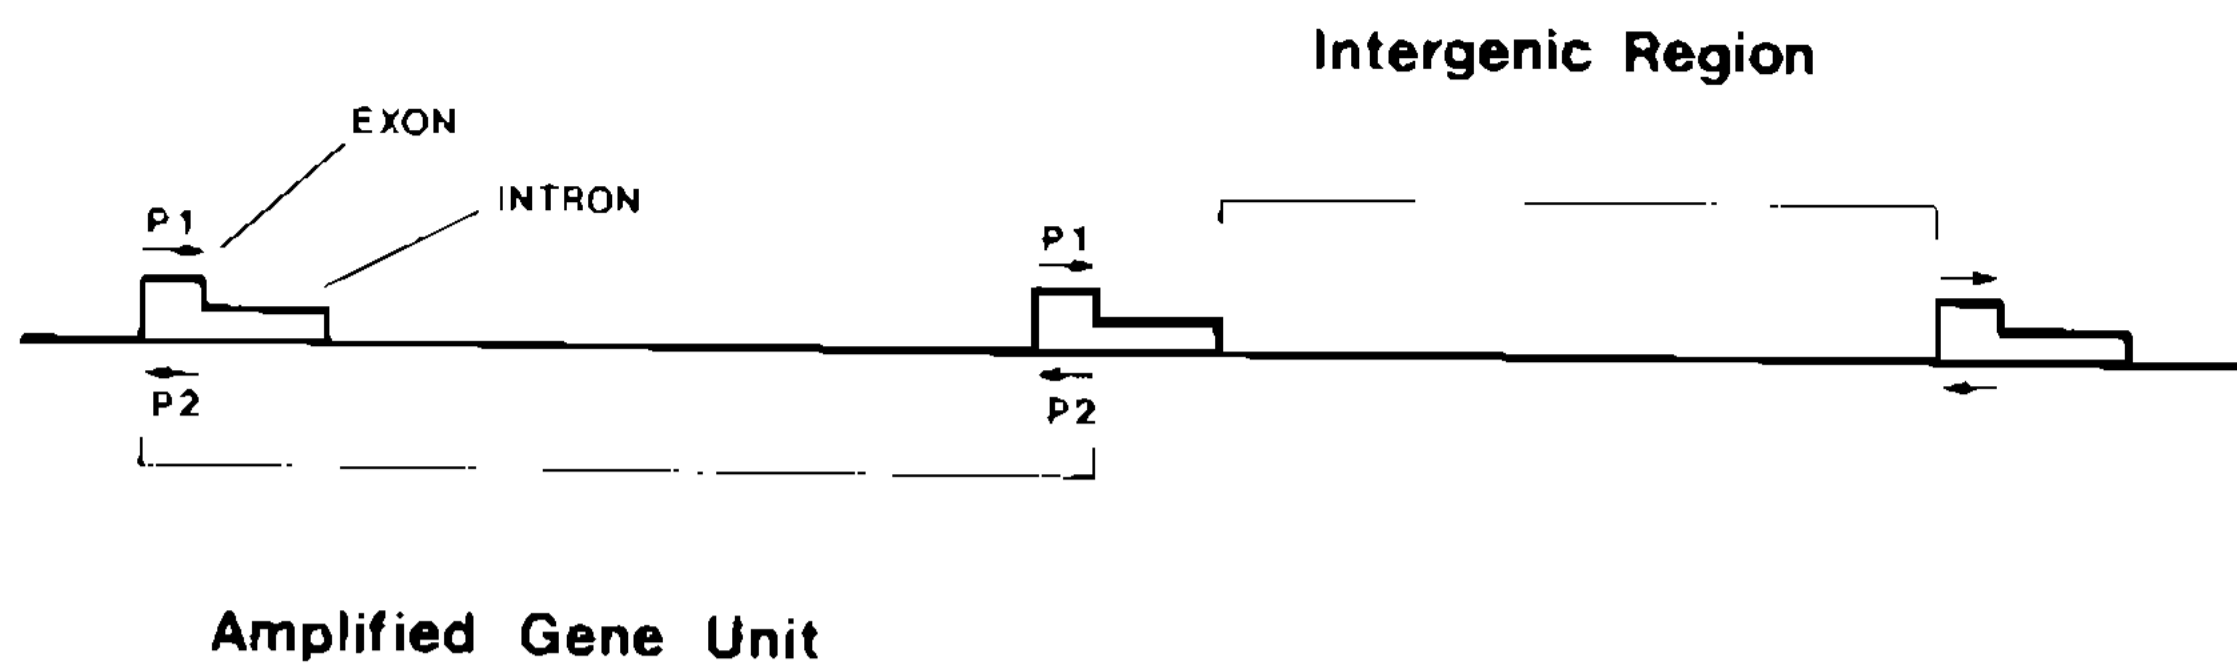 Intergenic Region
EXON
INTRON
P1
P1
P2
P2
Amplified Gene Unit